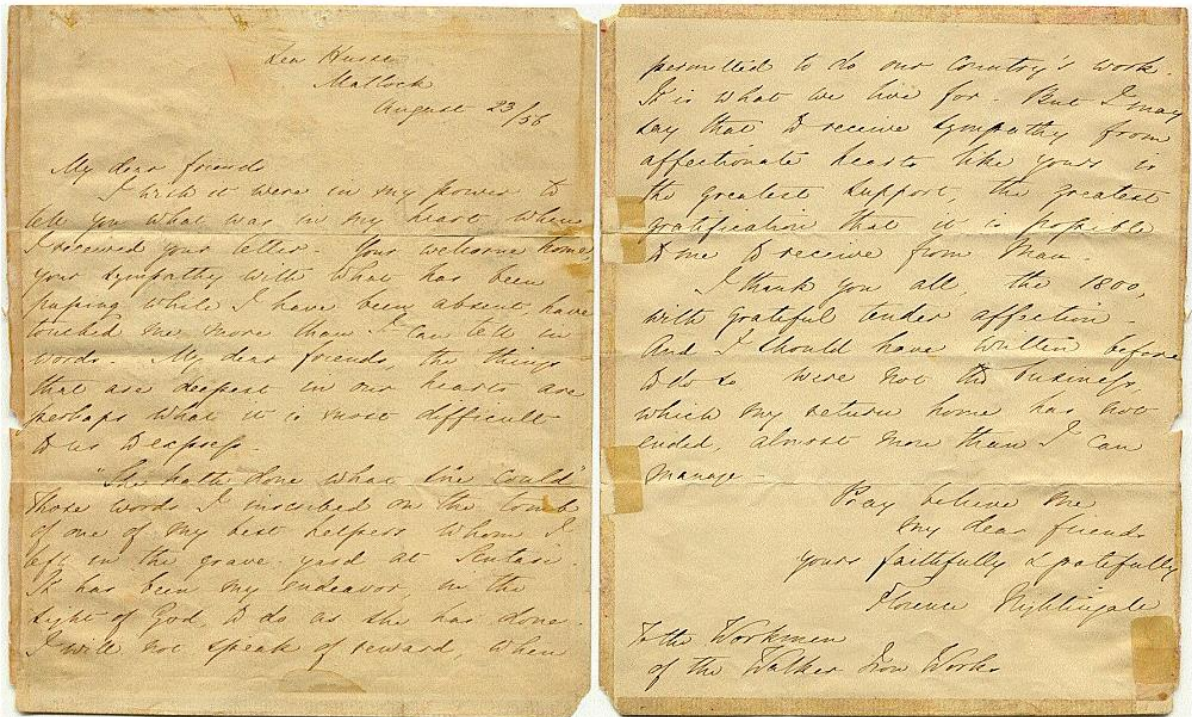 Lea Hurst
Matlock
August 23/56
My dear friends
I wish it were in my power to
tell you what was in my heart when
I received your letter - Your welcome home,
your sympathy with what has been
passing while I have been absent, have
touched me more than I can tell in
words - My dear friends, the things
that are deepest in our hearts are
perhaps what it is most difficult
to us to express -
"She hath done what she could"
Those words I inscribed on the tomb
of one of my best helpers whom I
left in the grave-yard at Scutari.
It has been my endeavor, in the
sight of God, to do as she has done -
I will not speak of reward, when
permitted to do our Country's work -
It is what we live for - But I may
say that to receive sympathy from
affectionate hearts like yours is
the greatest support, the greatest
gratification that it is possible
to me to receive from Man -
I thank you all, the 1800,
with grateful tender affection -
And I should have written before
to do so were not the business,
which my return home has not
ended, almost more than I can
manage -
Pray believe me
My dear friends
yours faithfully & gratefully
Florence Nightingale
To the Workmen
of the Walker Iron Works